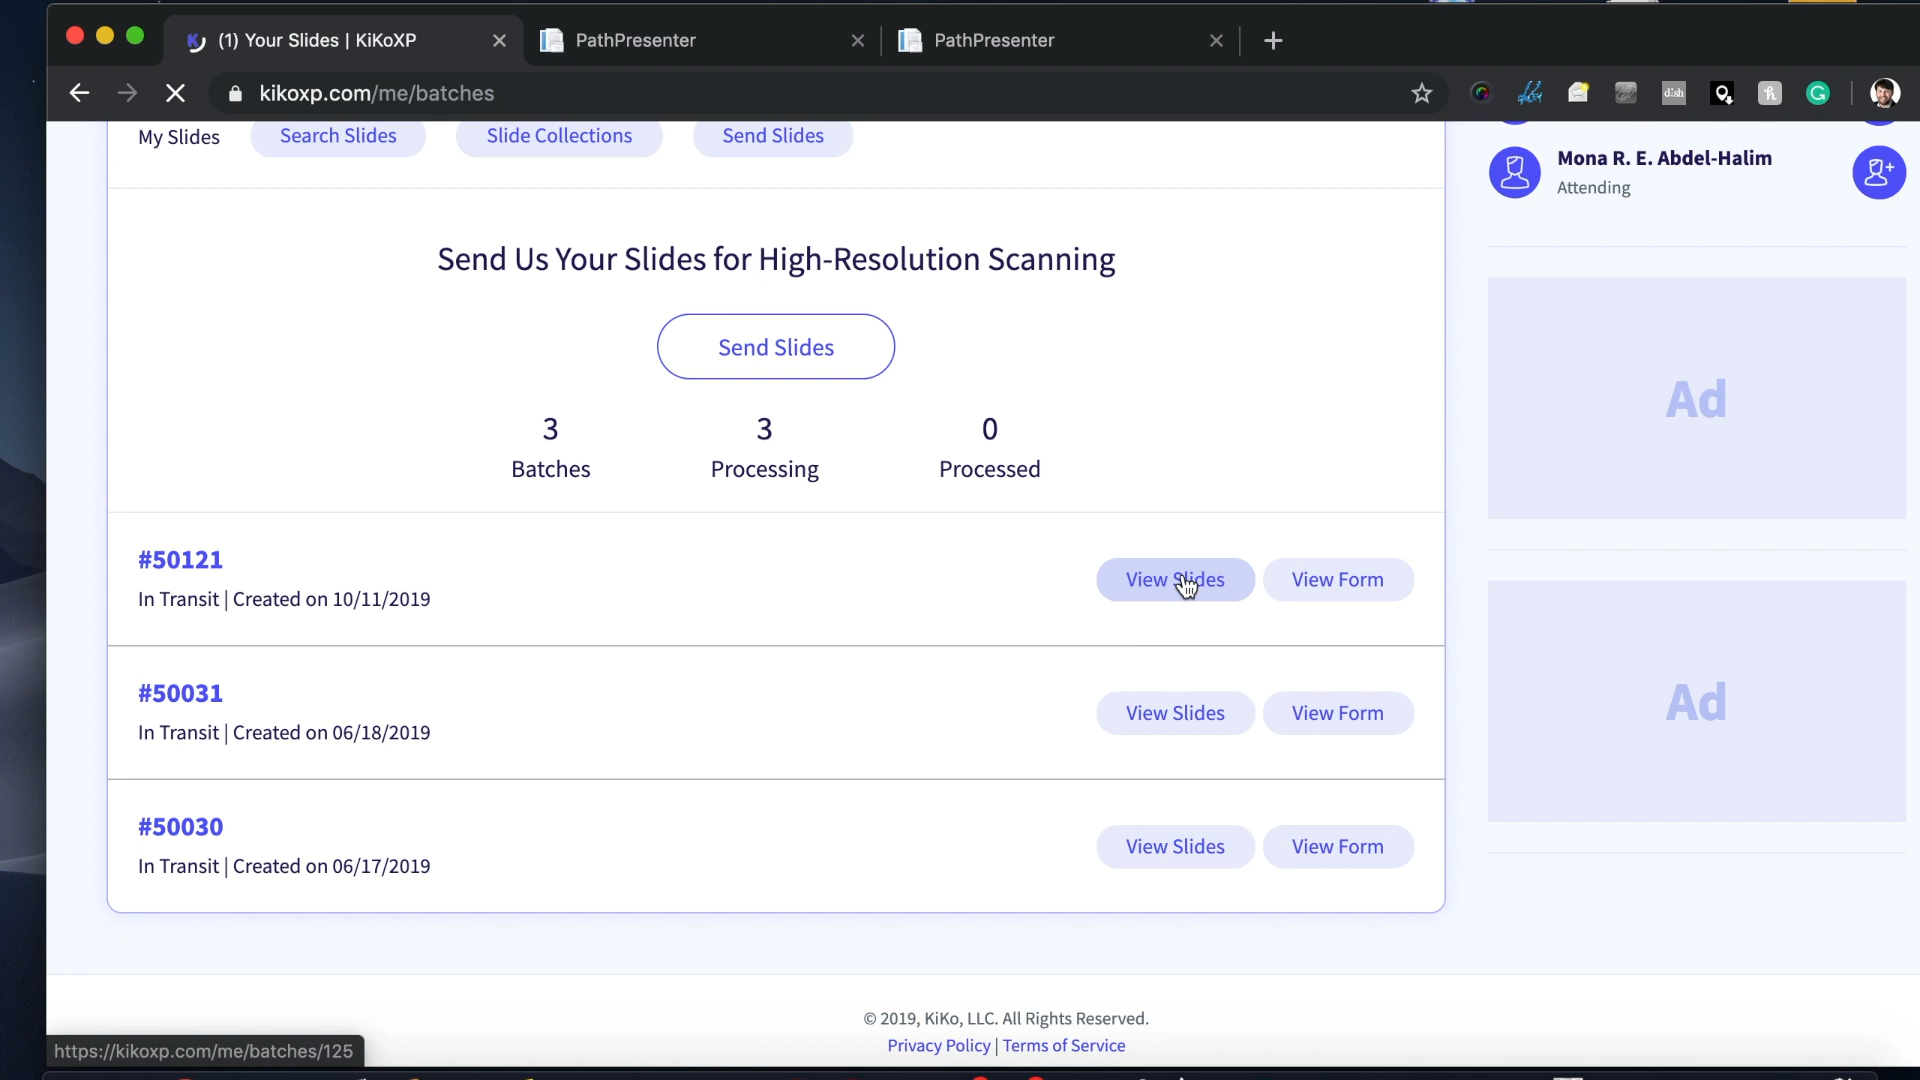 (1) Your Slides | KiKoXP
PathPresenter
PathPresenter
kikoxp.com/me/batches
dish
My Slides
Search Slides
Slide Collections
Send Slides
Mona R. E. Abdel-Halim
Attending
Send Us Your Slides for High-Resolution Scanning
Send Slides
3
3
0
Batches
Processing
Processed
Ad
#50121
In Transit | Created on 10/11/2019
View Slides
View Form
#50031
In Transit | Created on 06/18/2019
View Slides
View Form
Ad
#50030
In Transit | Created on 06/17/2019
View Slides
View Form
© 2019, KiKo, LLC. All Rights Reserved.
Privacy Policy | Terms of Service
https://kikoxp.com/me/batches/125